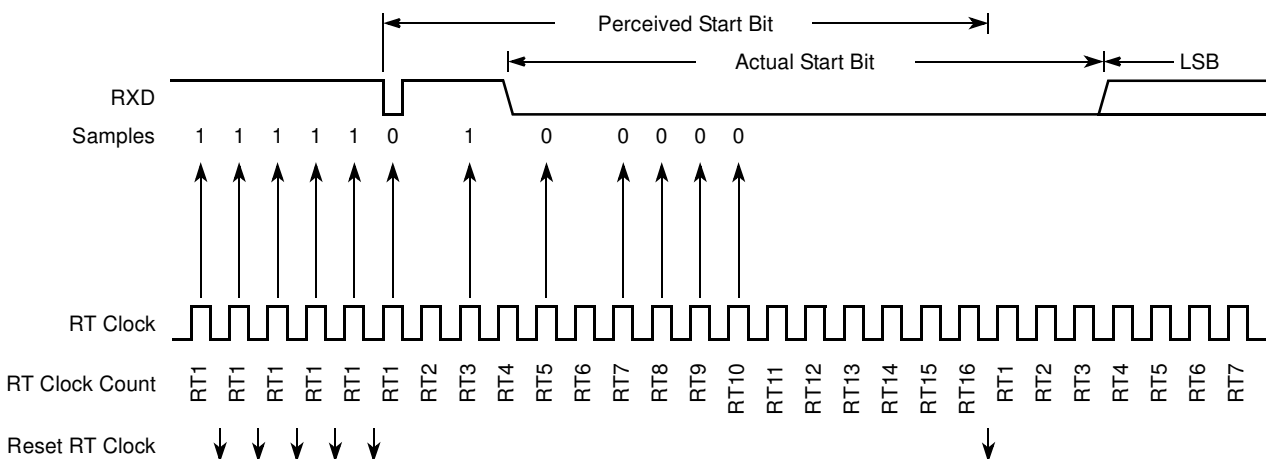 Perceived Start Bit
Actual Start Bit
LSB
RXD
Samples 1 1 1 1 1 0 1 0 0 0 0 0
RT Clock
RT Clock Count RT1 RT1 RT1 RT1 RT1 RT1 RT2 RT3 RT4 RT5 RT6 RT7 RT8 RT9 RT10 RT11 RT12 RT13 RT14 RT15 RT16 RT1 RT2 RT3 RT4 RT5 RT6 RT7
Reset RT Clock